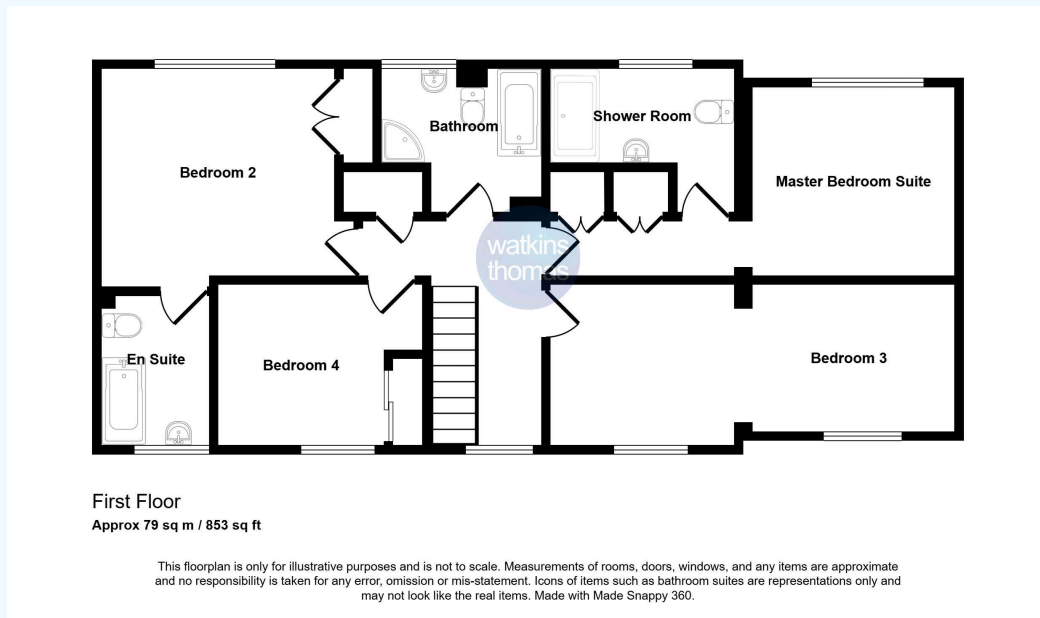 Bedroom 2
Bathroom
Shower Room
Master Bedroom Suite
watkins
thomas
En Suite
Bedroom 4
Bedroom 3
First Floor
Approx 79 sq m / 853 sq ft
This floorplan is only for illustrative purposes and is not to scale. Measurements of rooms, doors, windows, and any items are approximate
and no responsibility is taken for any error, omission or mis-statement. Icons of items such as bathroom suites are representations only and
may not look like the real items. Made with Made Snappy 360.